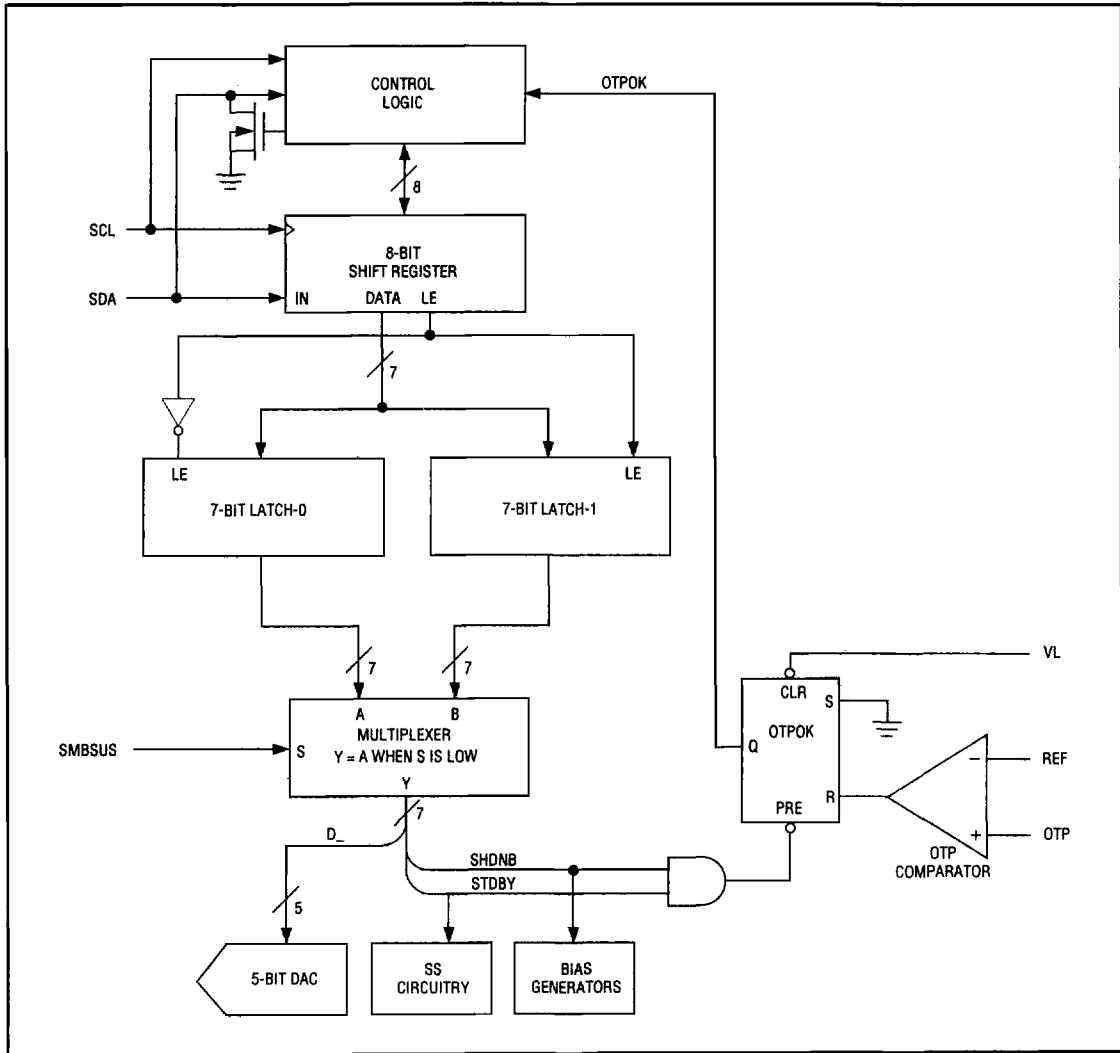 CONTROL
LOGIC
OTPOK
8
SCL
8-BIT
SHIFT REGISTER
SDA
IN
DATA
LE
7
LE
LE
7-BIT LATCH-0
7-BIT LATCH-1
7
7
VL
A
B
CLR
S
MULTIPLEXER
OTPOK
SMBSUS
S
Y = A WHEN S IS LOW
Q
REF
Y
−
R
7
PRE
D_
+
OTP
SHDNB
OTP
COMPARATOR
STDBY
5
5-BIT DAC
SS
CIRCUITRY
BIAS
GENERATORS